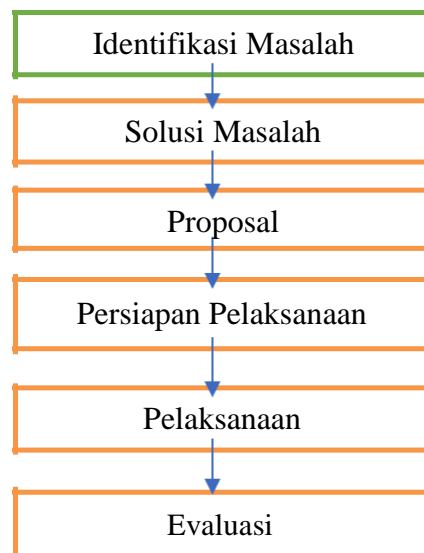 Identifikasi Masalah
Solusi Masalah
Proposal
Persiapan Pelaksanaan
Pelaksanaan
Evaluasi